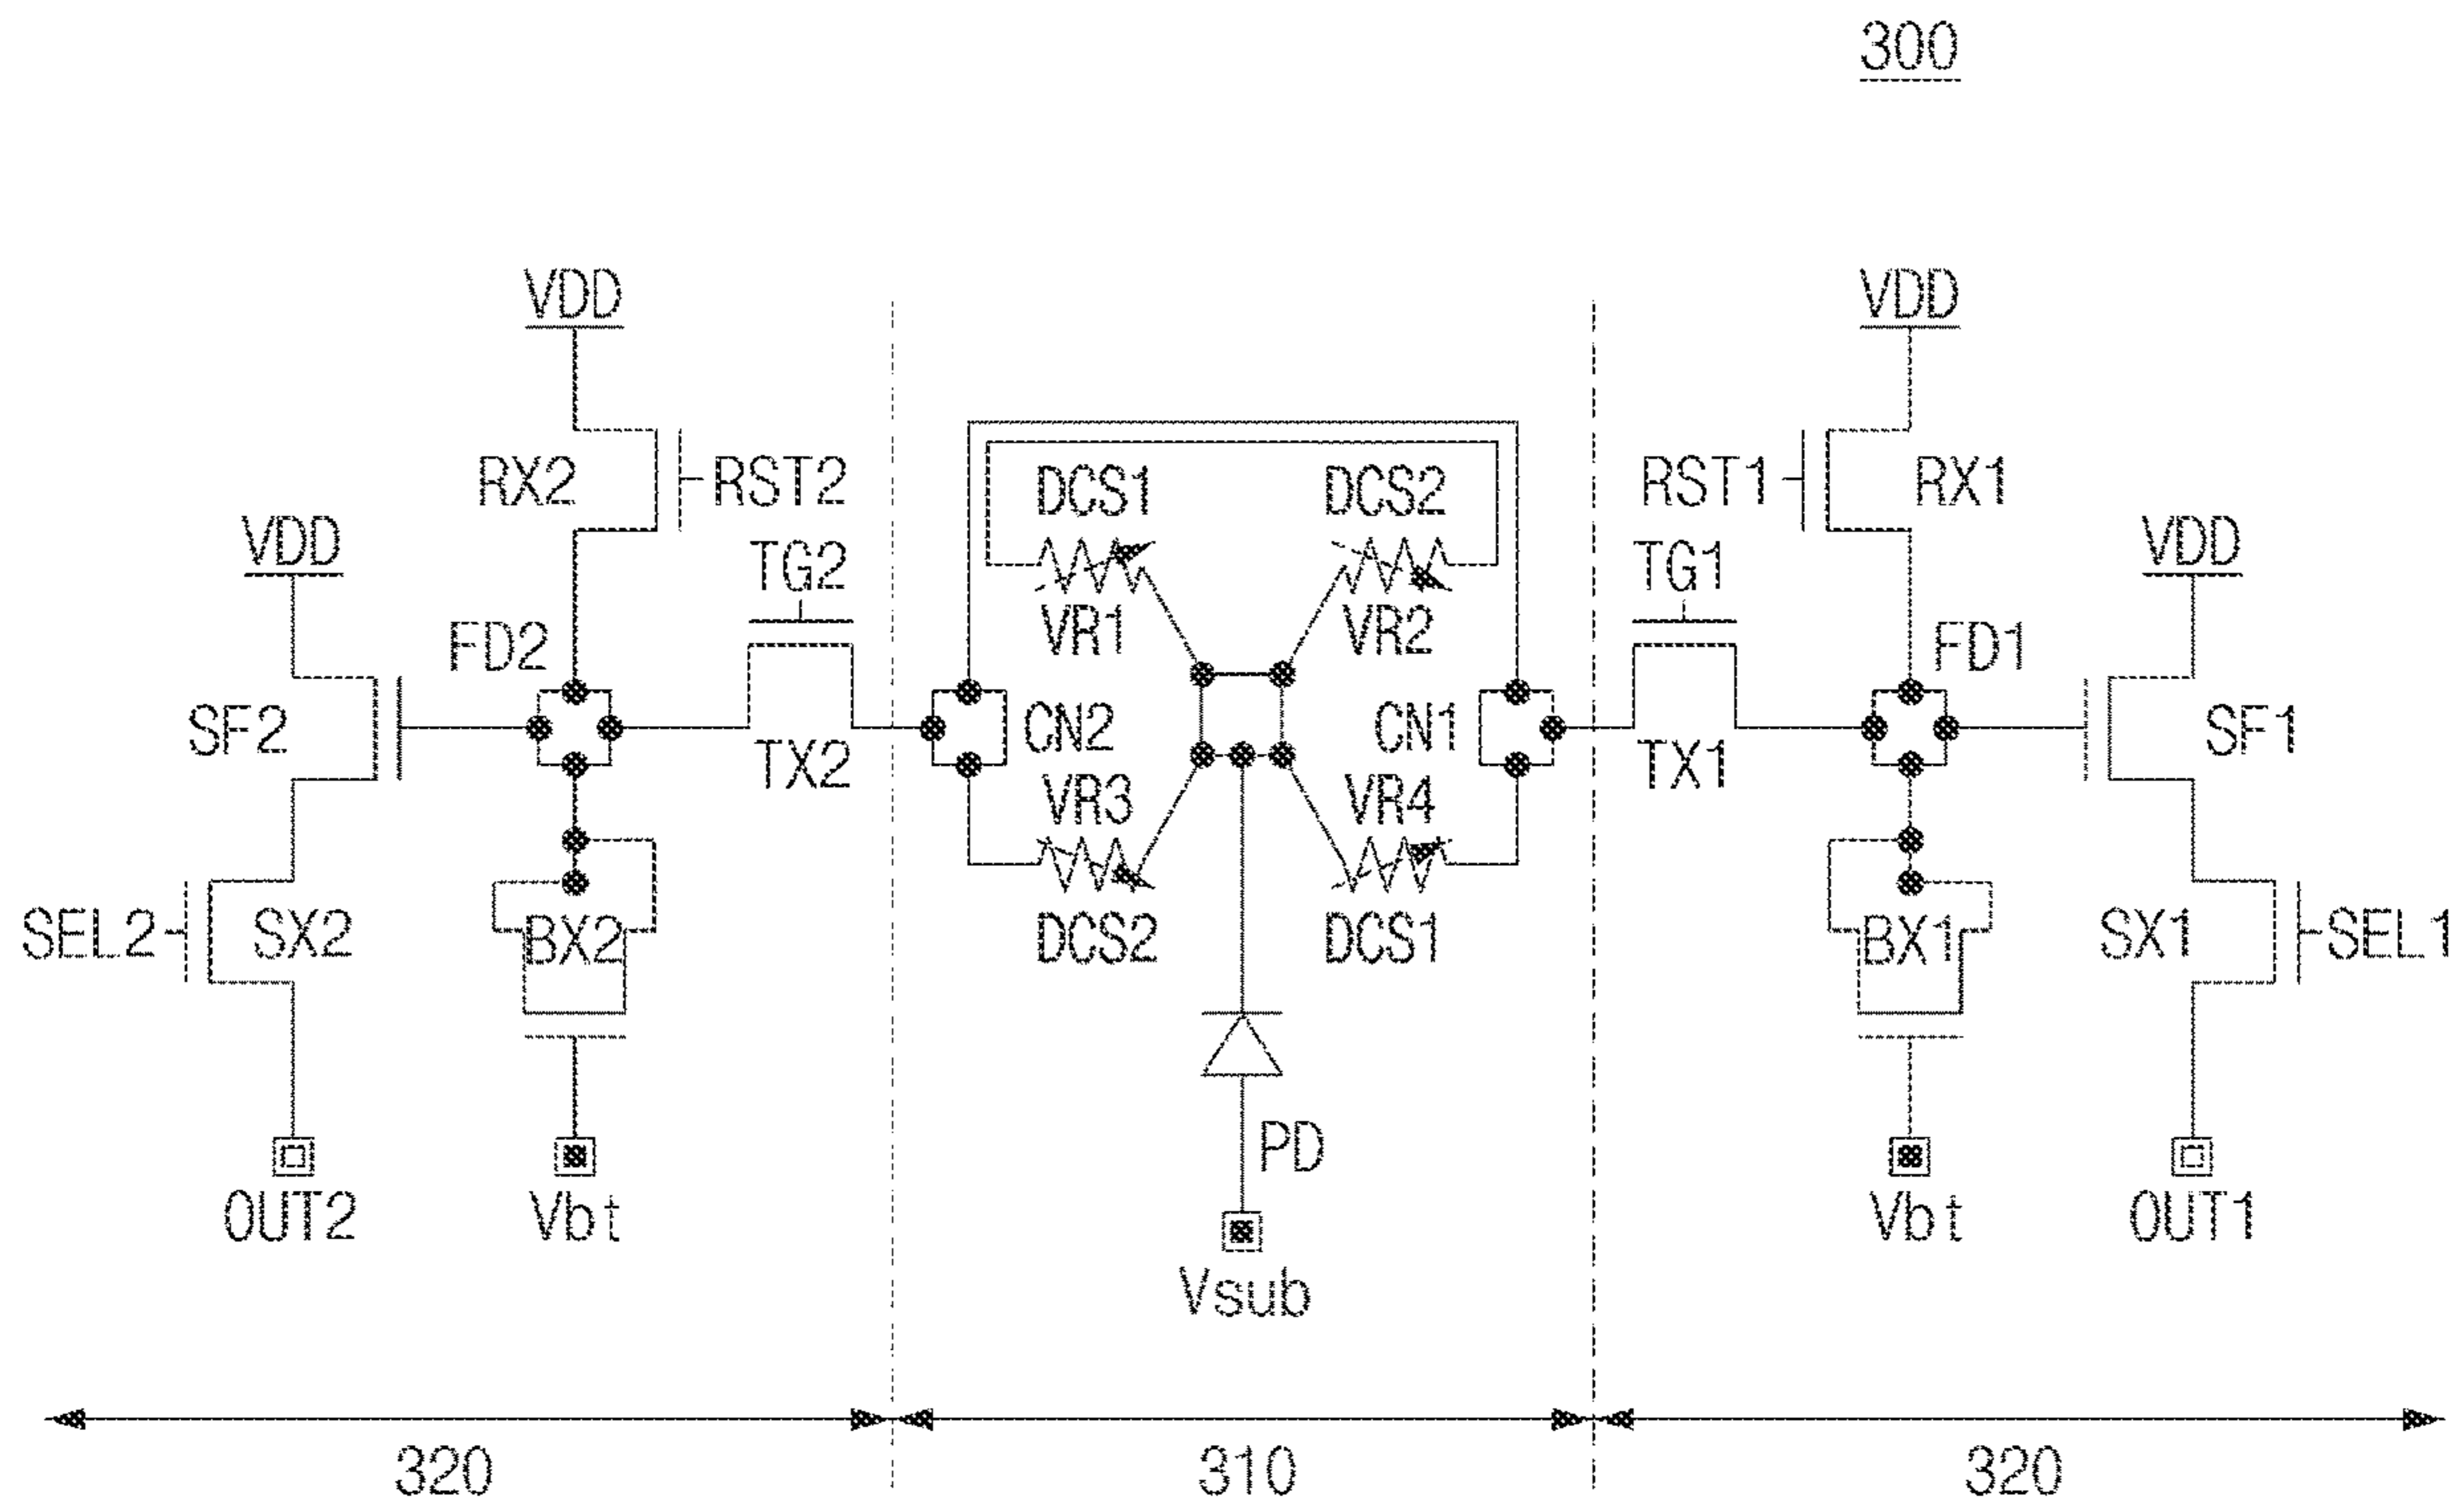 300
VDD
VDD
RX2
RST2
DCS1
DCS2
RST1
RX1
VDD
TG2
TG1
VDD
FD2
VR1
VR2
FD1
SF2
CN2
CN1
SF1
TX2
TX1
VR3
VR4
SEL2
SX2
BX2
DCS2
DCS1
BX1
SX1
SEL1
PD
OUT2
Vbt
Vbt
OUT1
Vsub
320
310
320